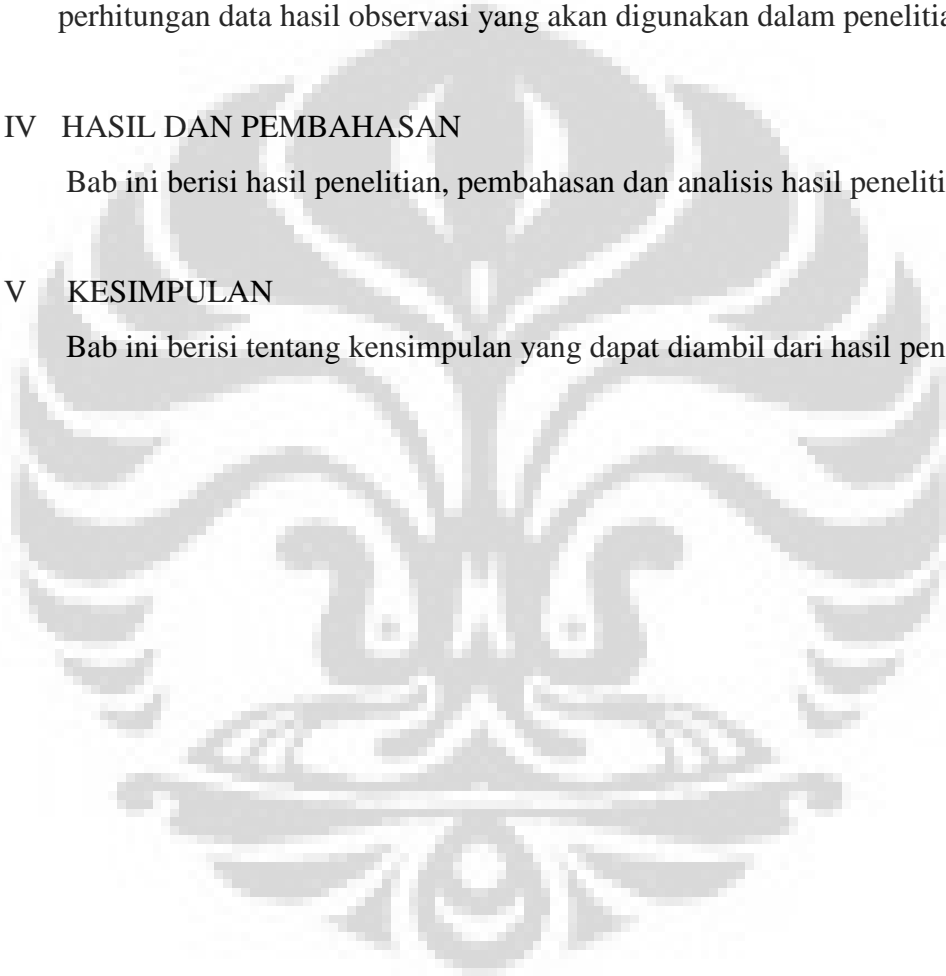 perhitungan data hasil observasi yang akan digunakan dalam penelitia
IV HASIL DAN PEMBAHASAN
Bab ini berisi hasil penelitian, pembahasan dan analisis hasil peneliti
V KESIMPULAN
Bab ini berisi tentang kensimpulan yang dapat diambil dari hasil pen